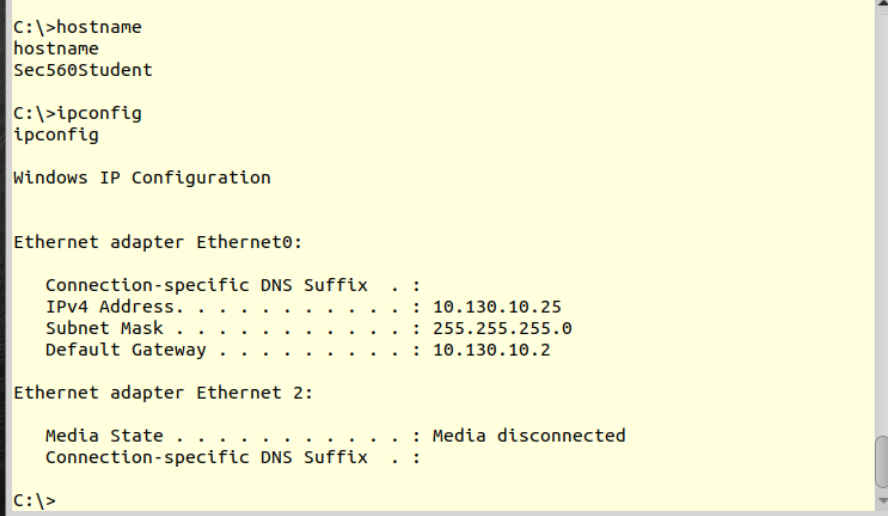 C:\>hostname
hostname
Sec560Student
C:\>ipconfig
ipconfig
Windows IP Configuration
Ethernet adapter Ethernet0:
   Connection-specific DNS Suffix  . :
   IPv4 Address. . . . . . . . . . . : 10.130.10.25
   Subnet Mask . . . . . . . . . . . : 255.255.255.0
   Default Gateway . . . . . . . . . : 10.130.10.2
Ethernet adapter Ethernet 2:
   Media State . . . . . . . . . . . : Media disconnected
   Connection-specific DNS Suffix  . :
C:\>